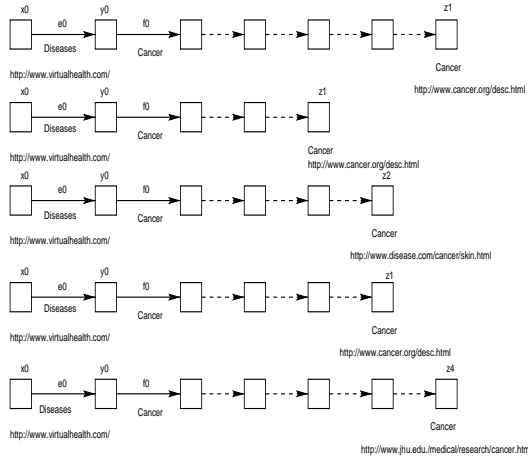 x0 y0 z1
e0 f0
Diseases Cancer
Cancer
http://www.virtualhealth.com/
http://www.cancer.org/desc.html
x0 y0 z1
e0 f0
Diseases Cancer
Cancer
http://www.virtualhealth.com/
http://www.cancer.org/desc.html
x0 y0 z2
e0 f0
Diseases Cancer
Cancer
http://www.virtualhealth.com/
http://www.disease.com/cancer/skin.html
x0 y0 z1
e0 f0
Diseases Cancer
Cancer
http://www.virtualhealth.com/
http://www.cancer.org/desc.html
x0 y0 z4
e0 f0
Diseases Cancer
Cancer
http://www.virtualhealth.com/
http://www.jhu.edu./medical/research/cancer.htm